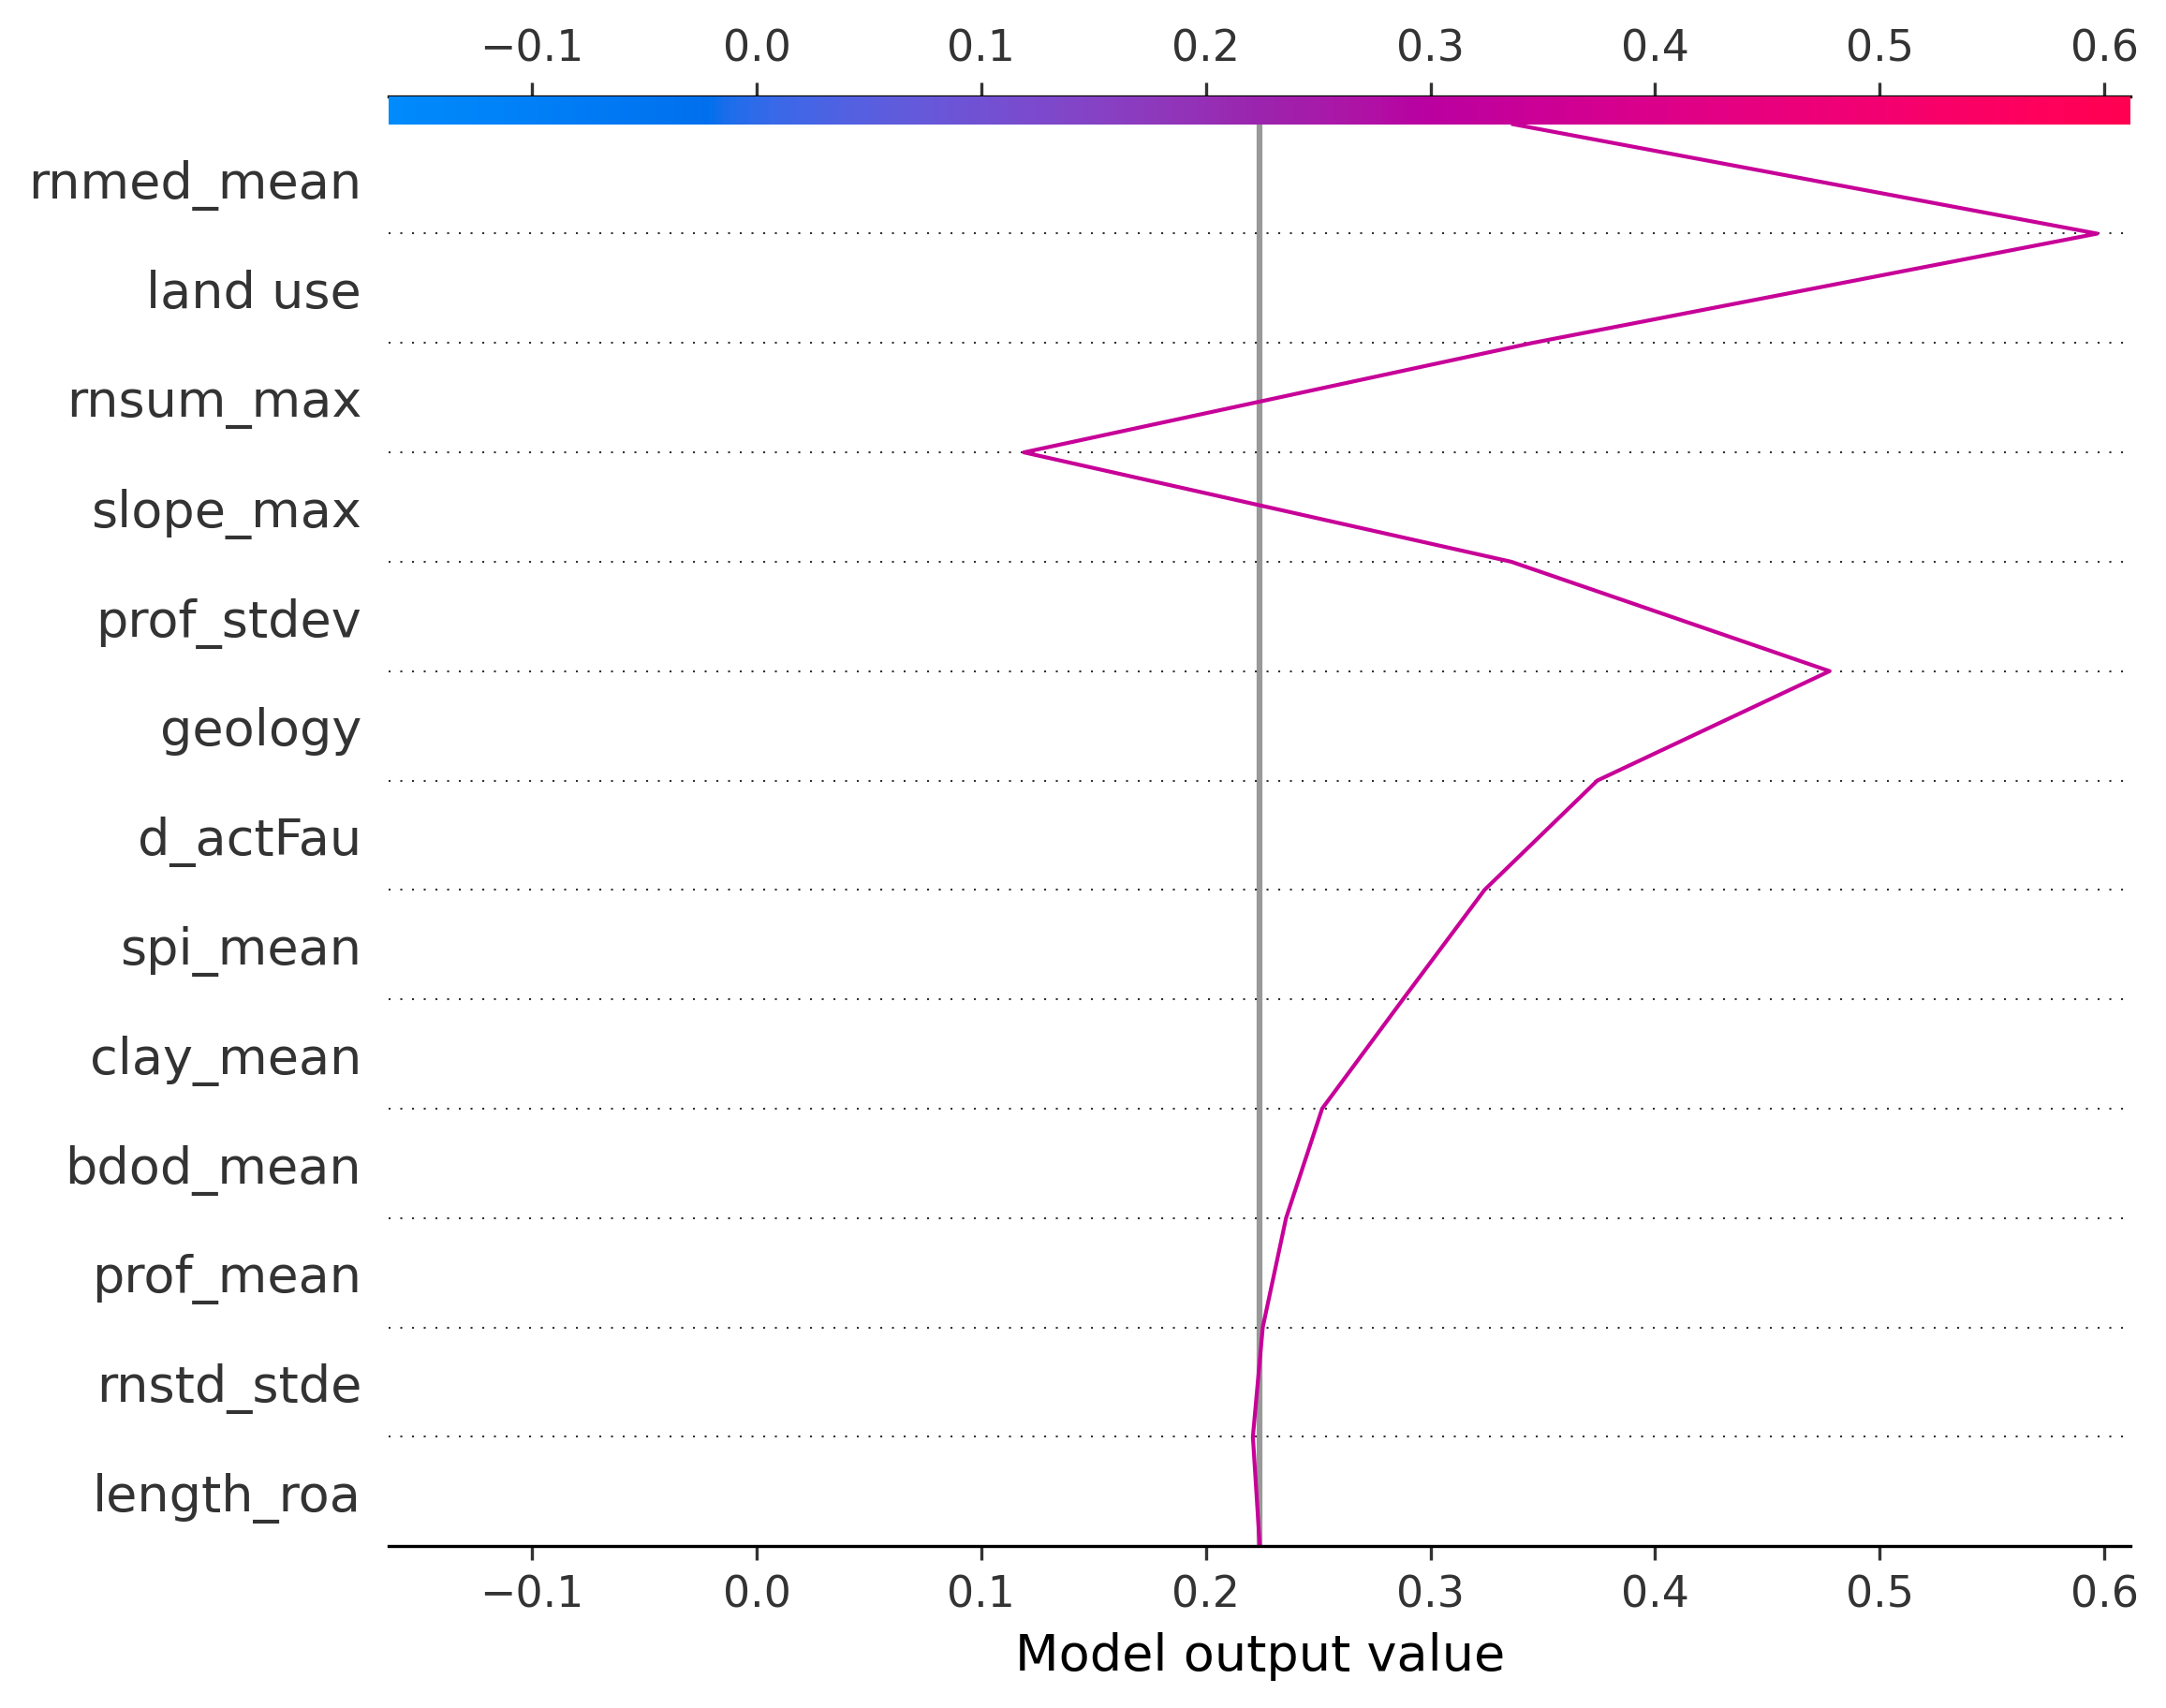 −0.1 0.0 0.1 0.2 0.3 0.4 0.5 0.6
rnmed_mean
land use
rnsum_max
slope_max
prof_stdev
geology
d_actFau
spi_mean
clay_mean
bdod_mean
prof_mean
rnstd_stde
length_roa
−0.1 0.0 0.1 0.2 0.3 0.4 0.5 0.6
Model output value